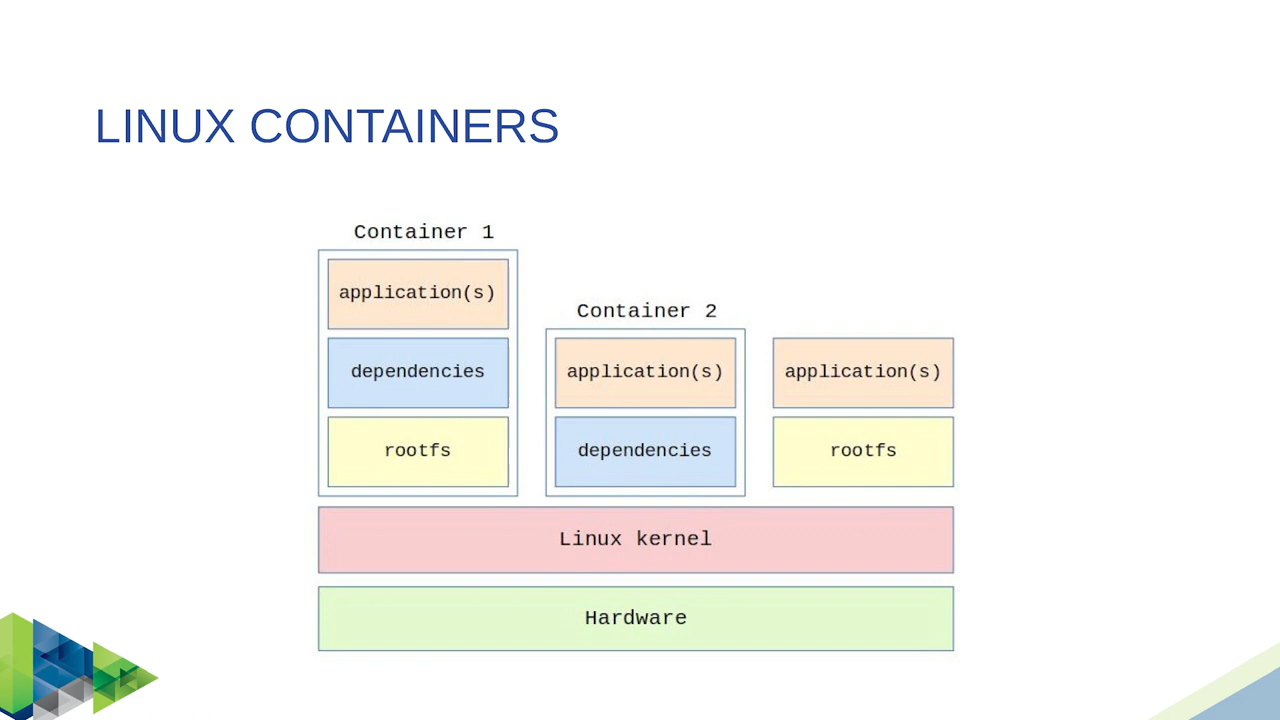 LINUX CONTAINERS
Container 1
application(s)
dependencies
rootfs
Container 2
application(s)
dependencies
application(s)
rootfs
Linux kernel
Hardware